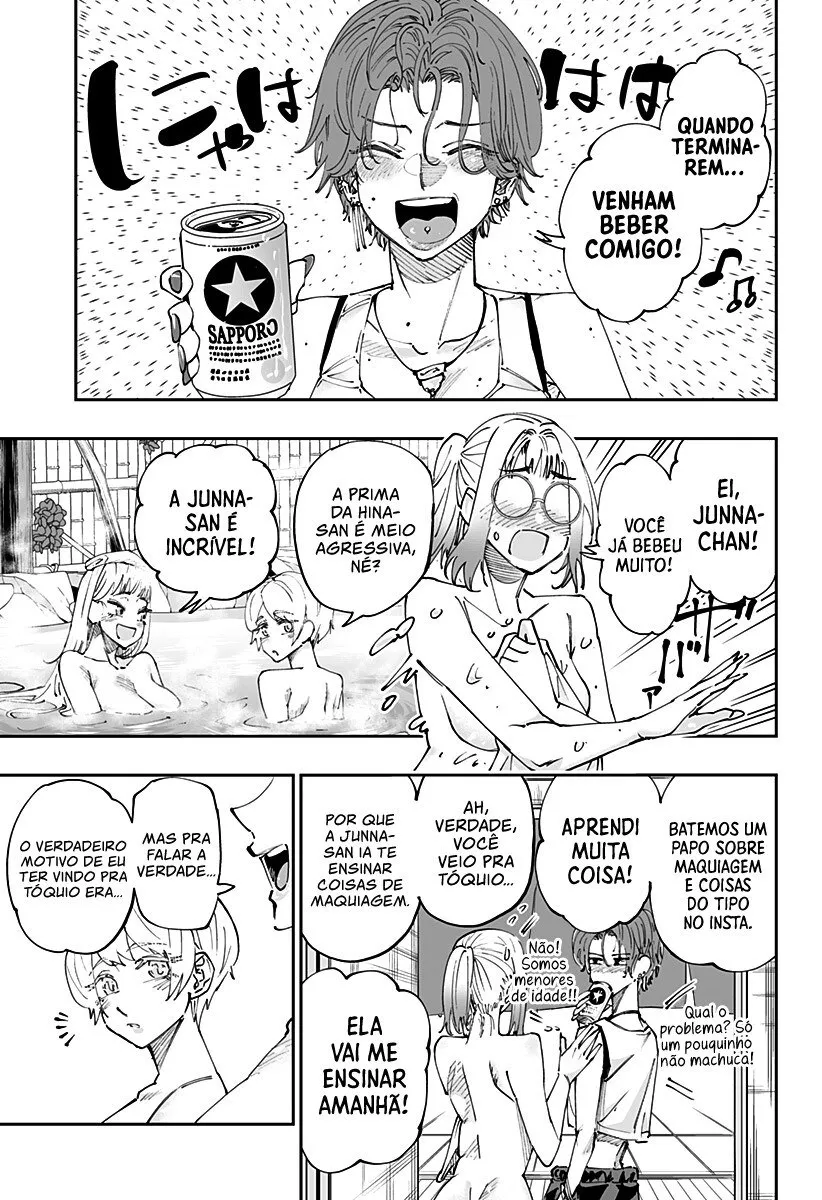 QUANDO
TERMINA-
REM...
VENHAM
BEBER
COMIGO!
にゃはははは
SAPPORO
EI,
JUNNA-
CHAN!
VOCÊ
JÁ BEBEU
MUITO!
A PRIMA
DA HINA-
SAN É MEIO
AGRESSIVA,
NÉ?
A
JUNNA-
SAN É
INCRÍVEL!
BATEMOS UM
PAPO SOBRE
MAQUIAGEM
E COISAS
DO TIPO
NO INSTA.
APRENDI
MUITA
COISA!
AH,
VERDADE,
VOCÊ
VEIO PRA
TÓQUIO...
POR QUE
A JUNNA-
SAN IA TE
ENSINAR
COISAS DE
MAQUIAGEM.
Não!
Somos
menores
de idade!!
Qual o
problema? Só
um pouquinho
não machuca!
ELA
VAI ME
ENSINAR
AMANHÃ!
MAS PRA
FALAR A
VERDADE...
O VERDADEIRO
MOTIVO DE EU
TER VINDO PRA
TÓQUIO ERA...